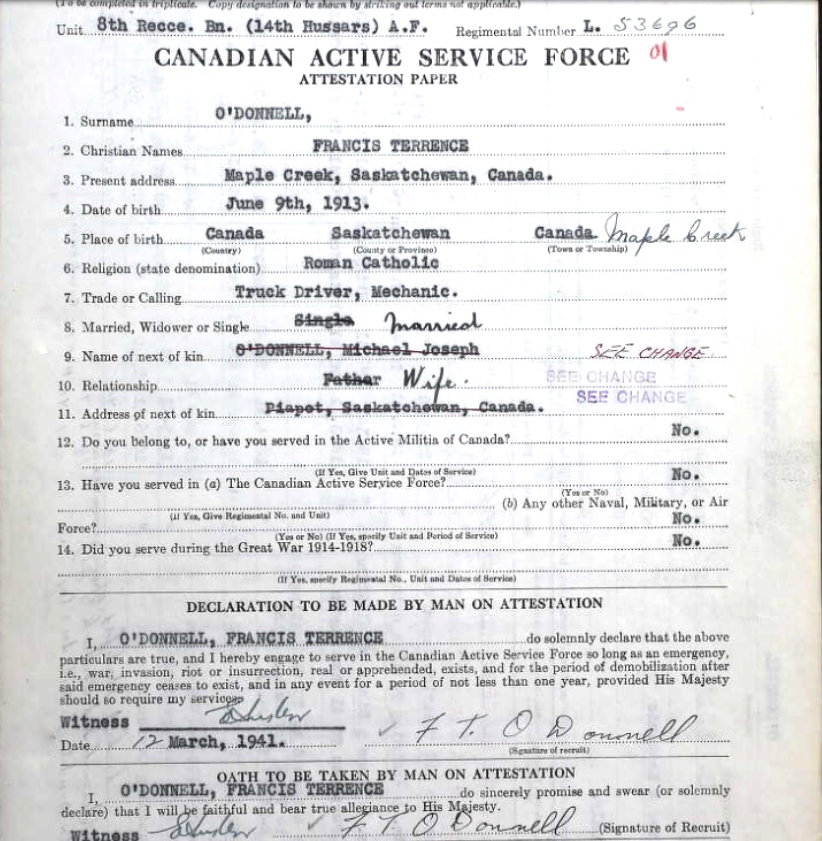 (To be completed in triplicate. Copy designation to be shown by striking out terms not applicable.)
Unit 8th Recce. Bn. (14th Hussars) A.F. Regimental Number L. 53696
CANADIAN ACTIVE SERVICE FORCE 01
ATTESTATION PAPER
1. Surname O'DONNELL,
2. Christian Names FRANCIS TERRENCE
3. Present address Maple Creek, Saskatchewan, Canada.
4. Date of birth June 9th, 1913.
5. Place of birth Canada Saskatchewan Canada Maple Creek
(Country) (County or Province) (Town or Township)
6. Religion (state denomination) Roman Catholic
7. Trade or Calling Truck Driver, Mechanic.
8. Married, Widower or Single Single Married
9. Name of next of kin O'DONNELL, Michael Joseph SEE CHANGE
10. Relationship Father Wife. SEE CHANGE
SEE CHANGE
11. Address of next of kin Piapot, Saskatchewan, Canada.
12. Do you belong to, or have you served in the Active Militia of Canada? No.
(If Yes, Give Unit and Dates of Service)
13. Have you served in (a) The Canadian Active Service Force? No.
(Yes or No)
(b) Any other Naval, Military, or Air
(If Yes, Give Regimental No. and Unit)
Force? No.
(Yes or No) (If Yes, specify Unit and Period of Service)
14. Did you serve during the Great War 1914-1918? No.
(If Yes, specify Regimental No., Unit and Dates of Service)
DECLARATION TO BE MADE BY MAN ON ATTESTATION
I, O'DONNELL, FRANCIS TERRENCE do solemnly declare that the above
particulars are true, and I hereby engage to serve in the Canadian Active Service Force so long as an emergency,
i.e., war, invasion, riot or insurrection, real or apprehended, exists, and for the period of demobilization after
said emergency ceases to exist, and in any event for a period of not less than one year, provided His Majesty
should so require my services.
Witness
Date 12 March, 1941. F T. O Donnell
(Signature of recruit)
OATH TO BE TAKEN BY MAN ON ATTESTATION
I, O'DONNELL, FRANCIS TERRENCE do sincerely promise and swear (or solemnly
declare) that I will be faithful and bear true allegiance to His Majesty.
Witness F T O Donnell (Signature of Recruit)